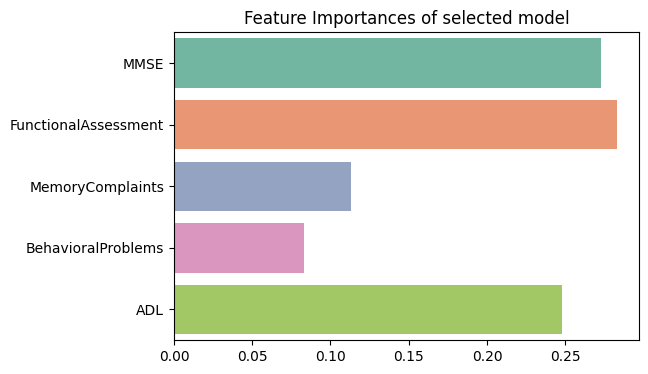 Feature Importances of selected model
MMSE
FunctionalAssessment
MemoryComplaints
BehavioralProblems
ADL
0.00 0.05 0.10 0.15 0.20 0.25